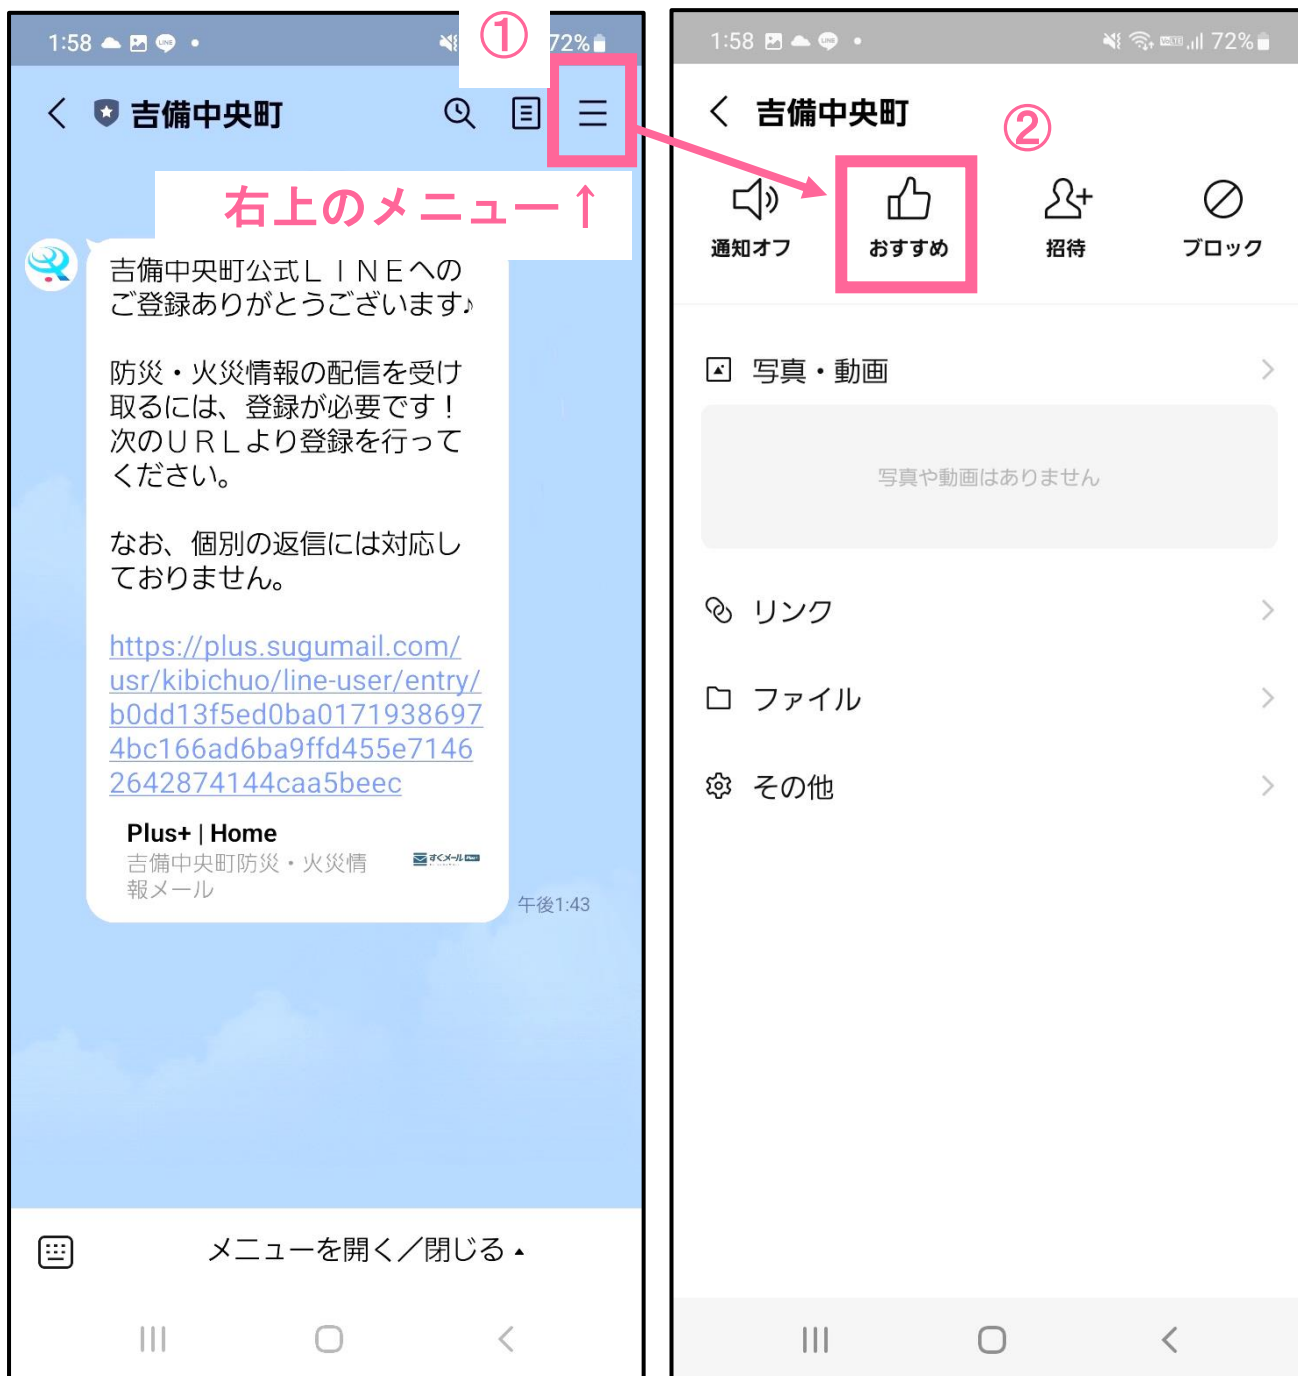 ①
1:58
72%
吉備中央町
右上のメニュー↑
吉備中央町公式ＬＩＮＥへの
ご登録ありがとうございます♪
防災・火災情報の配信を受け
取るには、登録が必要です！
次のＵＲＬより登録を行って
ください。
なお、個別の返信には対応し
ておりません。
https://plus.sugumail.com/
usr/kibichuo/line-user/entry/
b0dd13f5ed0ba0171938697
4bc166ad6ba9ffd455e7146
2642874144caa5beec
Plus+ | Home
吉備中央町防災・火災情
報メール
すぐメール Plus+
午後1:43
メニューを開く／閉じる
1:58
72%
吉備中央町
②
通知オフ
おすすめ
招待
ブロック
写真・動画
写真や動画はありません
リンク
ファイル
その他